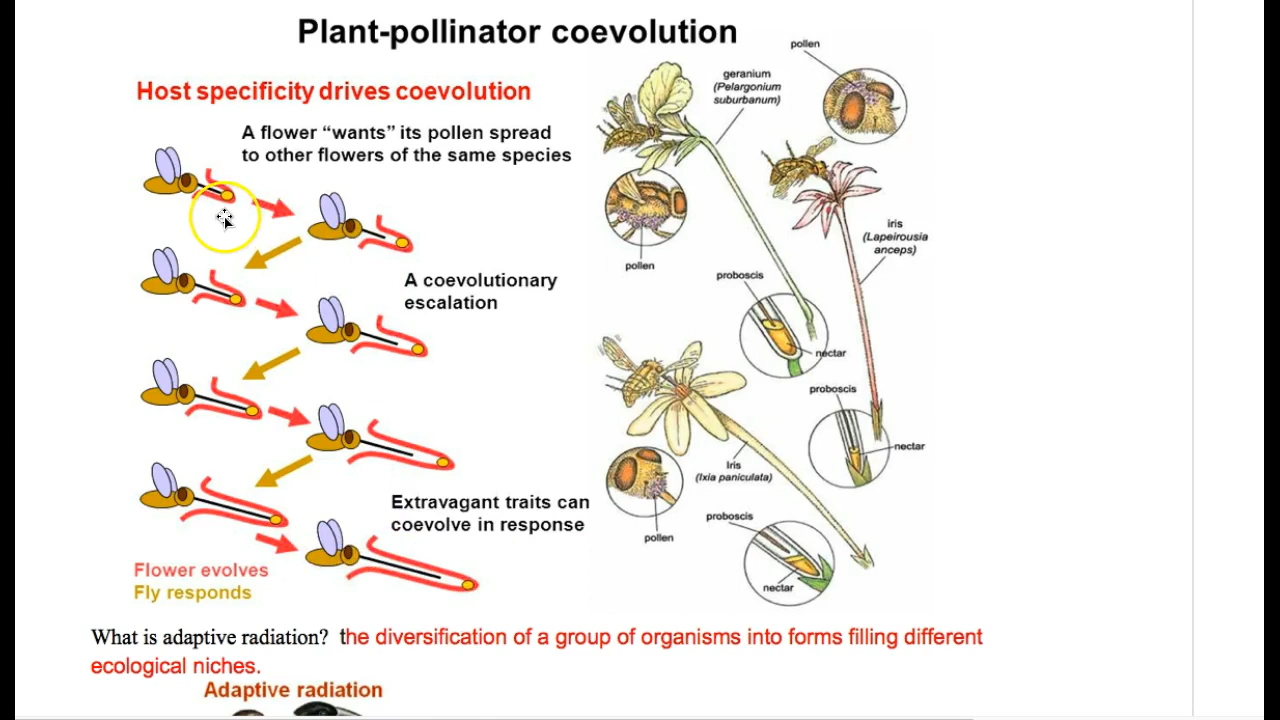 Plant-pollinator coevolution
Host specificity drives coevolution
A flower “wants” its pollen spread
to other flowers of the same species
A coevolutionary
escalation
Extravagant traits can
coevolve in response
Flower evolves
Fly responds
pollen
geranium
(Pelargonium
suburbanum)
pollen
iris
(Lapeirousia
anceps)
proboscis
nectar
proboscis
nectar
Iris
(Ixia paniculata)
pollen
proboscis
nectar
What is adaptive radiation? the diversification of a group of organisms into forms filling different
ecological niches.
Adaptive radiation